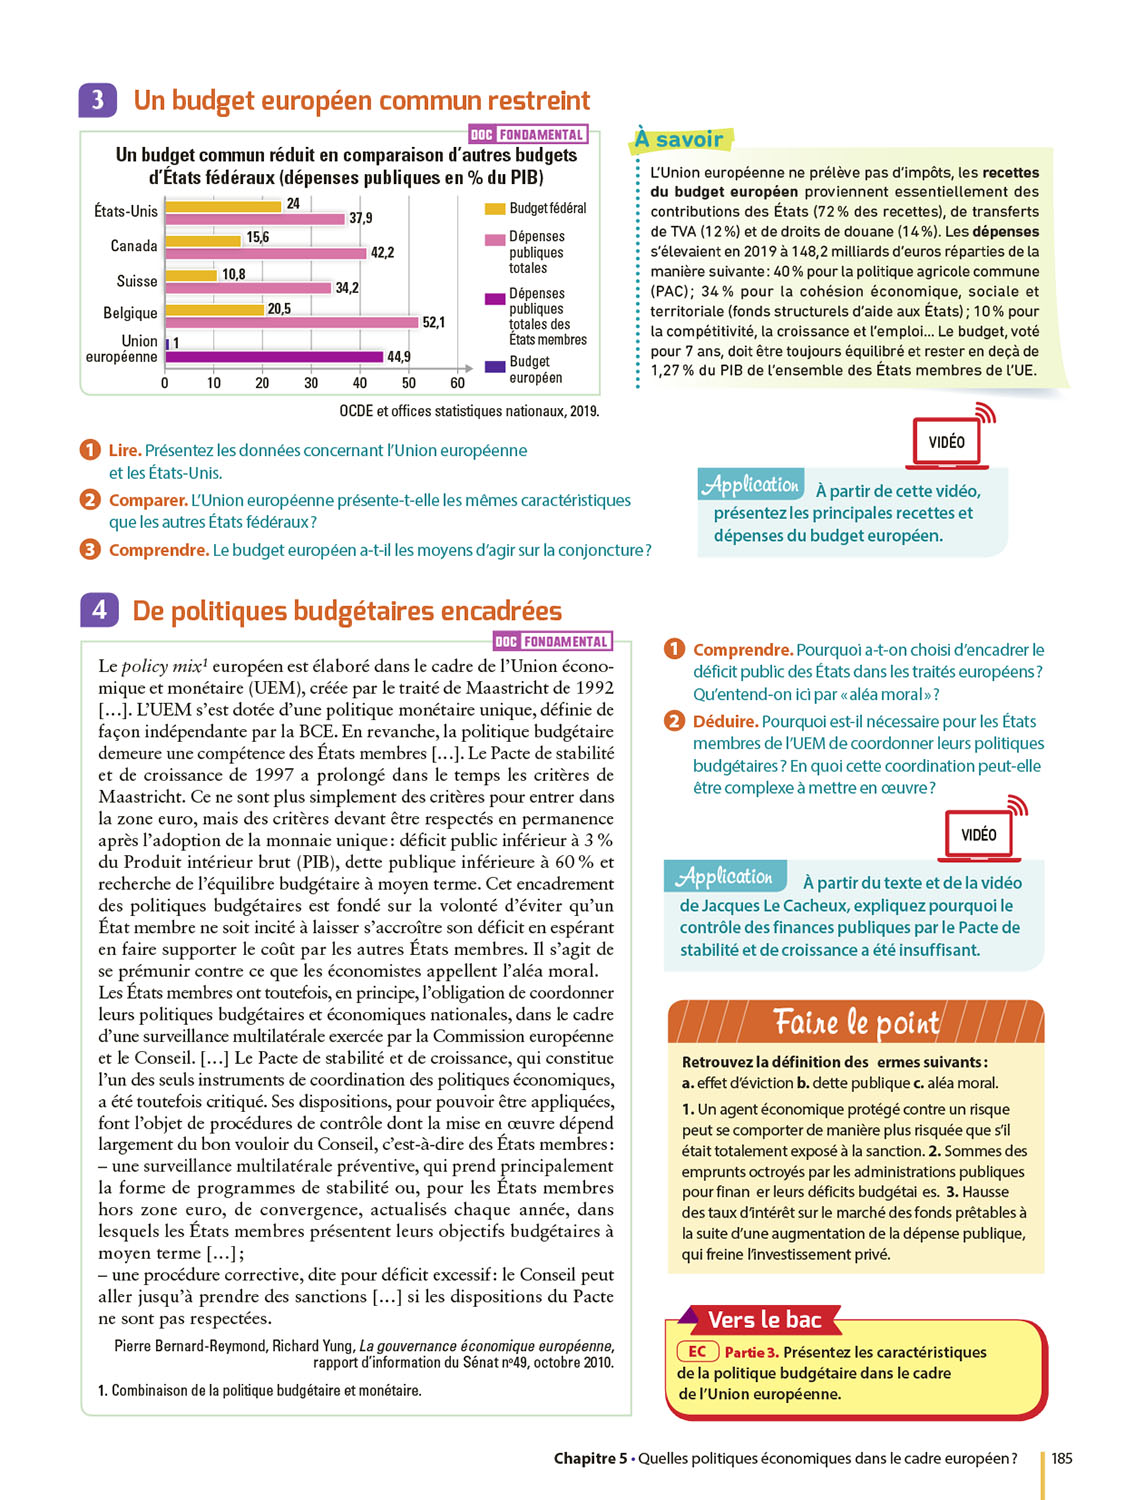 3 Un budget européen commun restreint
DOC FONDAMENTAL
Un budget commun réduit en comparaison d'autres budgets
d'États fédéraux (dépenses publiques en % du PIB)
États-Unis
24
37,9
Canada
15,6
42,2
Suisse
10,8
34,2
Belgique
20,5
52,1
Union
européenne
1
44,9
0 10 20 30 40 50 60
Budget fédéral
Dépenses
publiques
totales
Dépenses
publiques
totales des
États membres
Budget
européen
OCDE et offices statistiques nationaux, 2019.
À savoir
L'Union européenne ne prélève pas d'impôts, les recettes
du budget européen proviennent essentiellement des
contributions des États (72 % des recettes), de transferts
de TVA (12 %) et de droits de douane (14 %). Les dépenses
s'élevaient en 2019 à 148,2 milliards d'euros réparties de la
manière suivante : 40 % pour la politique agricole commune
(PAC) ; 34 % pour la cohésion économique, sociale et
territoriale (fonds structurels d'aide aux États) ; 10 % pour
la compétitivité, la croissance et l'emploi... Le budget, voté
pour 7 ans, doit être toujours équilibré et rester en deçà de
1,27 % du PIB de l'ensemble des États membres de l'UE.
1 Lire. Présentez les données concernant l'Union européenne
et les États-Unis.
2 Comparer. L'Union européenne présente-t-elle les mêmes caractéristiques
que les autres États fédéraux ?
3 Comprendre. Le budget européen a-t-il les moyens d'agir sur la conjoncture ?
VIDÉO
Application À partir de cette vidéo,
présentez les principales recettes et
dépenses du budget européen.
4 De politiques budgétaires encadrées
DOC FONDAMENTAL
Le policy mix¹ européen est élaboré dans le cadre de l'Union écono-
mique et monétaire (UEM), créée par le traité de Maastricht de 1992
[…]. L'UEM s'est dotée d'une politique monétaire unique, définie de
façon indépendante par la BCE. En revanche, la politique budgétaire
demeure une compétence des États membres […]. Le Pacte de stabilité
et de croissance de 1997 a prolongé dans le temps les critères de
Maastricht. Ce ne sont plus simplement des critères pour entrer dans
la zone euro, mais des critères devant être respectés en permanence
après l'adoption de la monnaie unique : déficit public inférieur à 3 %
du Produit intérieur brut (PIB), dette publique inférieure à 60 % et
recherche de l'équilibre budgétaire à moyen terme. Cet encadrement
des politiques budgétaires est fondé sur la volonté d'éviter qu'un
État membre ne soit incité à laisser s'accroître son déficit en espérant
en faire supporter le coût par les autres États membres. Il s'agit de
se prémunir contre ce que les économistes appellent l'aléa moral.
Les États membres ont toutefois, en principe, l'obligation de coordonner
leurs politiques budgétaires et économiques nationales, dans le cadre
d'une surveillance multilatérale exercée par la Commission européenne
et le Conseil. […] Le Pacte de stabilité et de croissance, qui constitue
l'un des seuls instruments de coordination des politiques économiques,
a été toutefois critiqué. Ses dispositions, pour pouvoir être appliquées,
font l'objet de procédures de contrôle dont la mise en œuvre dépend
largement du bon vouloir du Conseil, c'est-à-dire des États membres :
– une surveillance multilatérale préventive, qui prend principalement
la forme de programmes de stabilité ou, pour les États membres
hors zone euro, de convergence, actualisés chaque année, dans
lesquels les États membres présentent leurs objectifs budgétaires à
moyen terme […] ;
– une procédure corrective, dite pour déficit excessif : le Conseil peut
aller jusqu'à prendre des sanctions […] si les dispositions du Pacte
ne sont pas respectées.
Pierre Bernard-Reymond, Richard Yung, La gouvernance économique européenne,
rapport d'information du Sénat nº49, octobre 2010.
1. Combinaison de la politique budgétaire et monétaire.
1 Comprendre. Pourquoi a-t-on choisi d'encadrer le
déficit public des États dans les traités européens ?
Qu'entend-on ici par « aléa moral » ?
2 Déduire. Pourquoi est-il nécessaire pour les États
membres de l'UEM de coordonner leurs politiques
budgétaires ? En quoi cette coordination peut-elle
être complexe à mettre en œuvre ?
VIDÉO
Application À partir du texte et de la vidéo
de Jacques Le Cacheux, expliquez pourquoi le
contrôle des finances publiques par le Pacte de
stabilité et de croissance a été insuffisant.
Faire le point
Retrouvez la définition des ermes suivants :
a. effet d'éviction b. dette publique c. aléa moral.
1. Un agent économique protégé contre un risque
peut se comporter de manière plus risquée que s'il
était totalement exposé à la sanction. 2. Sommes des
emprunts octroyés par les administrations publiques
pour finan er leurs déficits budgétai es. 3. Hausse
des taux d'intérêt sur le marché des fonds prêtables à
la suite d'une augmentation de la dépense publique,
qui freine l'investissement privé.
Vers le bac
EC Partie 3. Présentez les caractéristiques
de la politique budgétaire dans le cadre
de l'Union européenne.
Chapitre 5 • Quelles politiques économiques dans le cadre européen ? 185